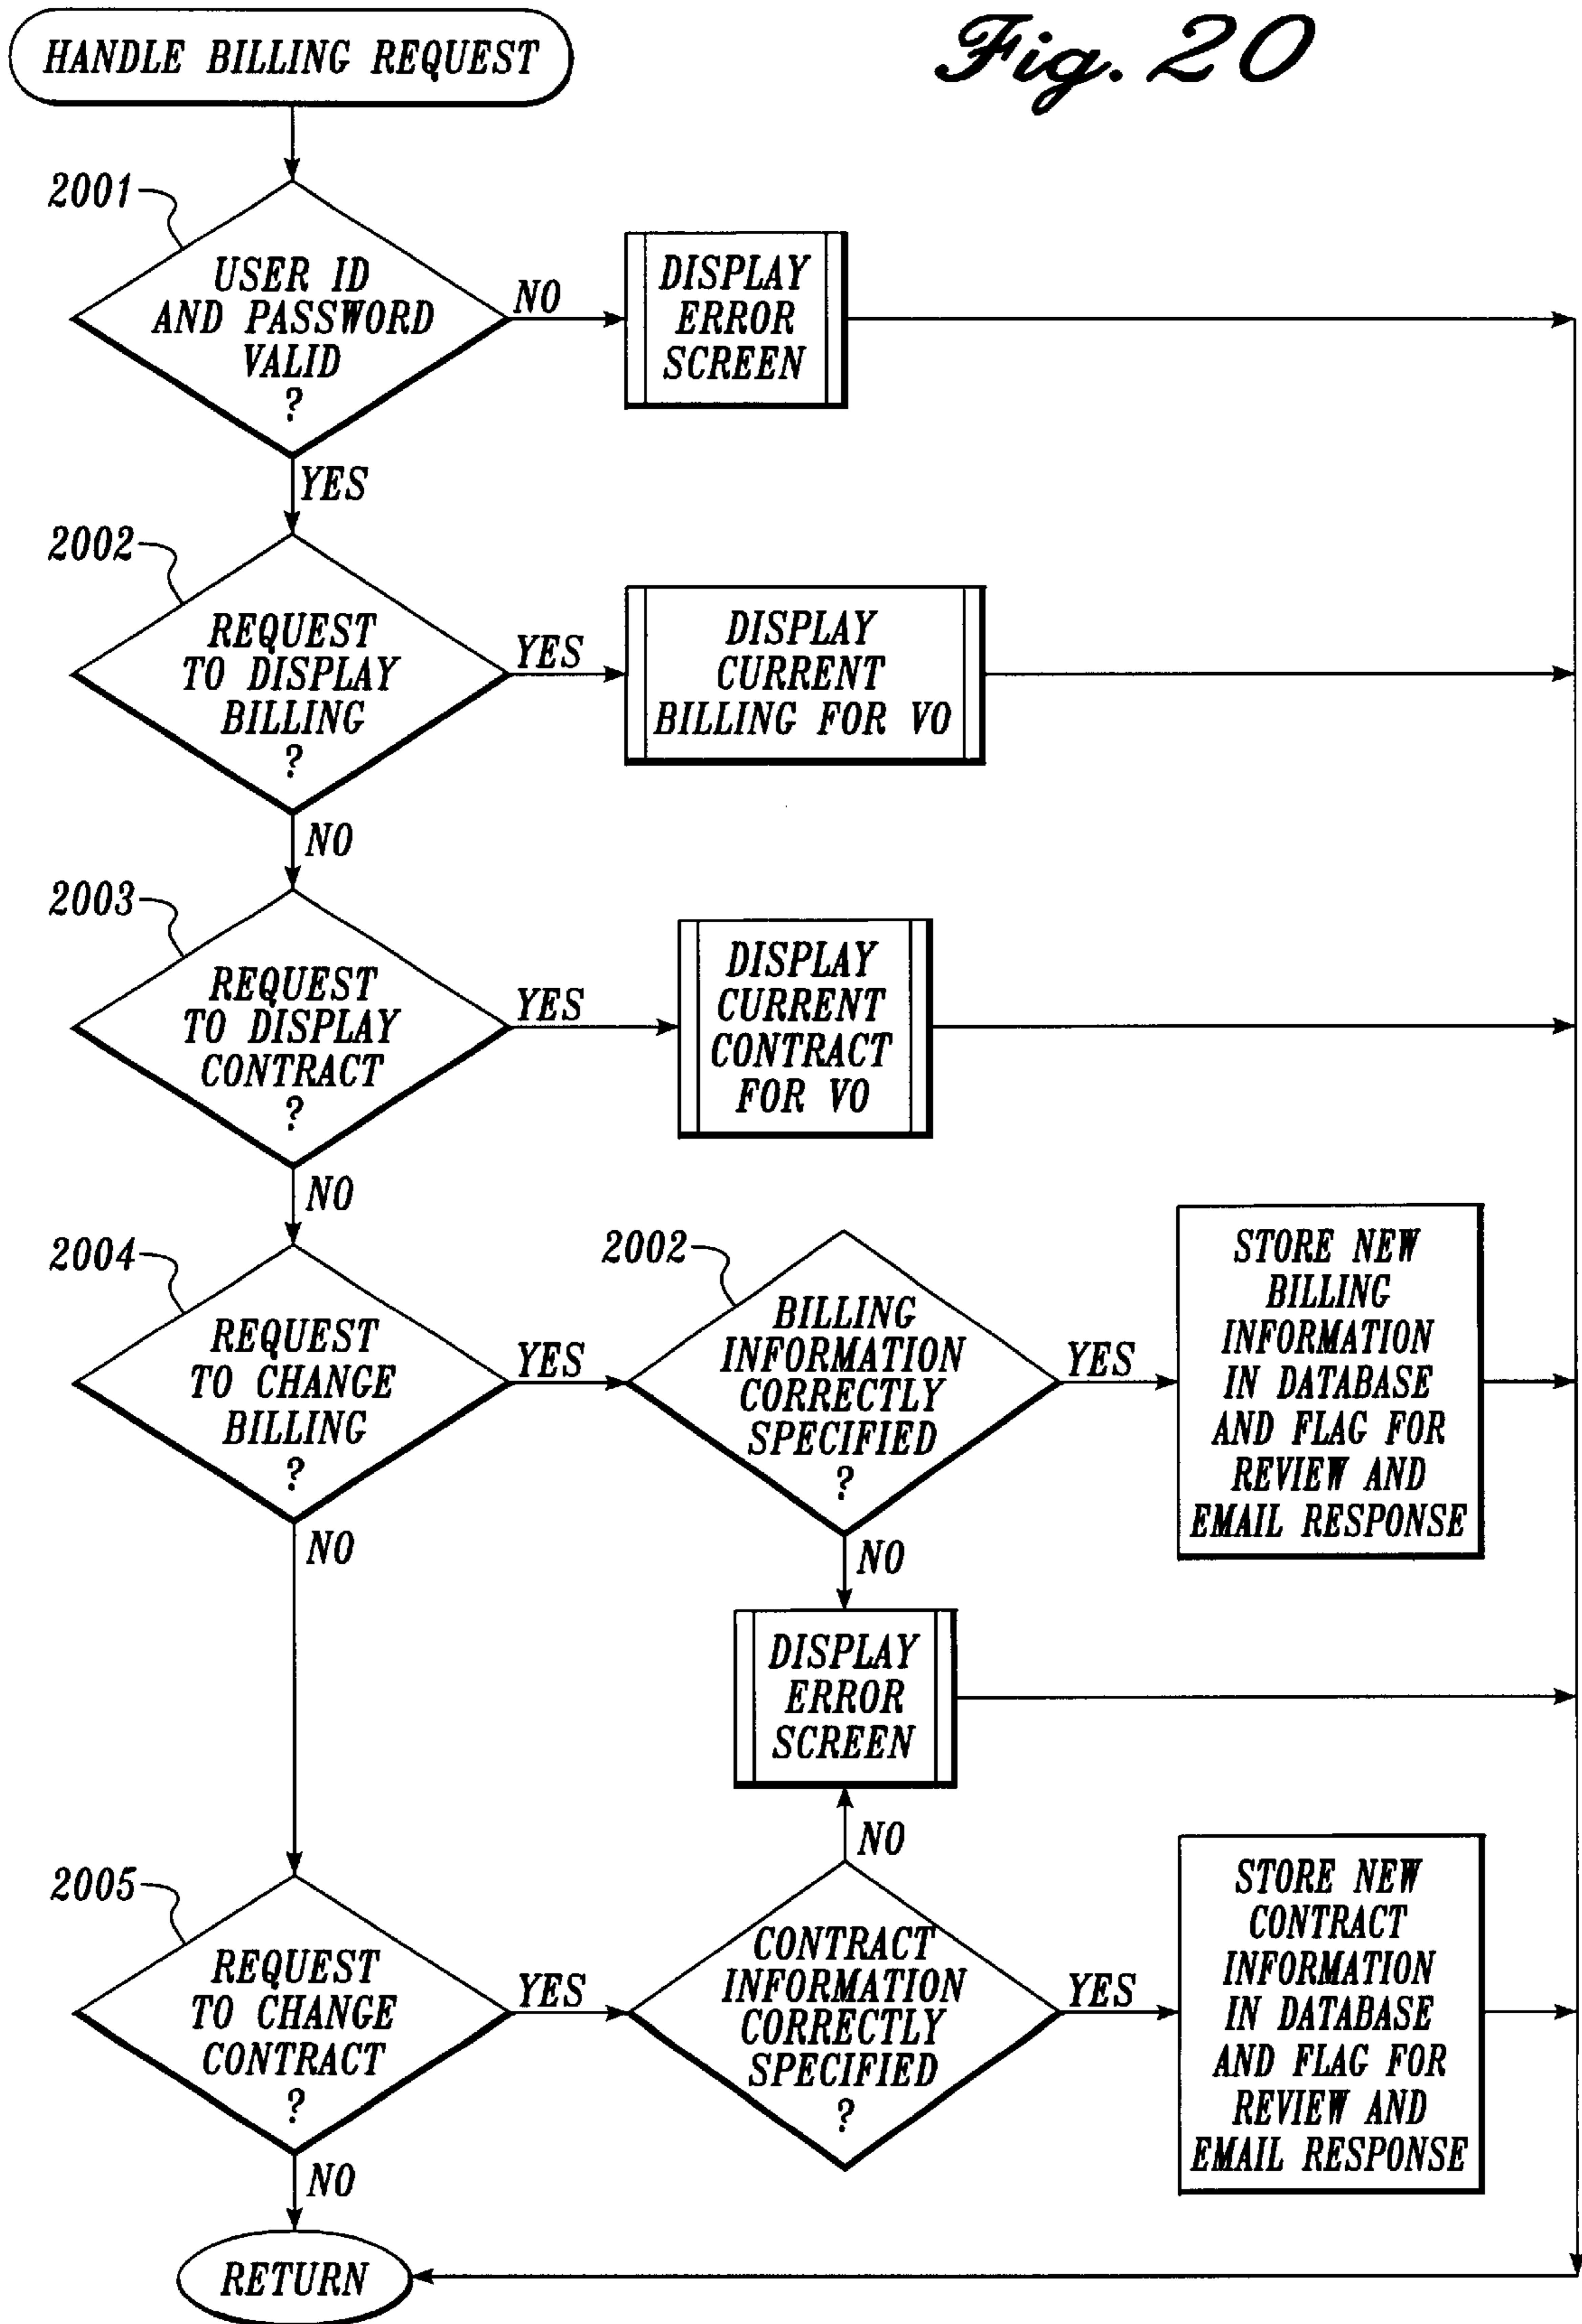 Fig. 20
HANDLE BILLING REQUEST
2001
USER ID
AND PASSWORD
VALID
?
NO
DISPLAY
ERROR
SCREEN
YES
2002
REQUEST
TO DISPLAY
BILLING
?
YES
DISPLAY
CURRENT
BILLING FOR VO
NO
2003
REQUEST
TO DISPLAY
CONTRACT
?
YES
DISPLAY
CURRENT
CONTRACT
FOR VO
NO
2004
REQUEST
TO CHANGE
BILLING
?
YES
2002
BILLING
INFORMATION
CORRECTLY
SPECIFIED
?
YES
STORE NEW
BILLING
INFORMATION
IN DATABASE
AND FLAG FOR
REVIEW AND
EMAIL RESPONSE
NO
NO
DISPLAY
ERROR
SCREEN
NO
2005
REQUEST
TO CHANGE
CONTRACT
?
YES
CONTRACT
INFORMATION
CORRECTLY
SPECIFIED
?
YES
STORE NEW
CONTRACT
INFORMATION
IN DATABASE
AND FLAG FOR
REVIEW AND
EMAIL RESPONSE
NO
RETURN